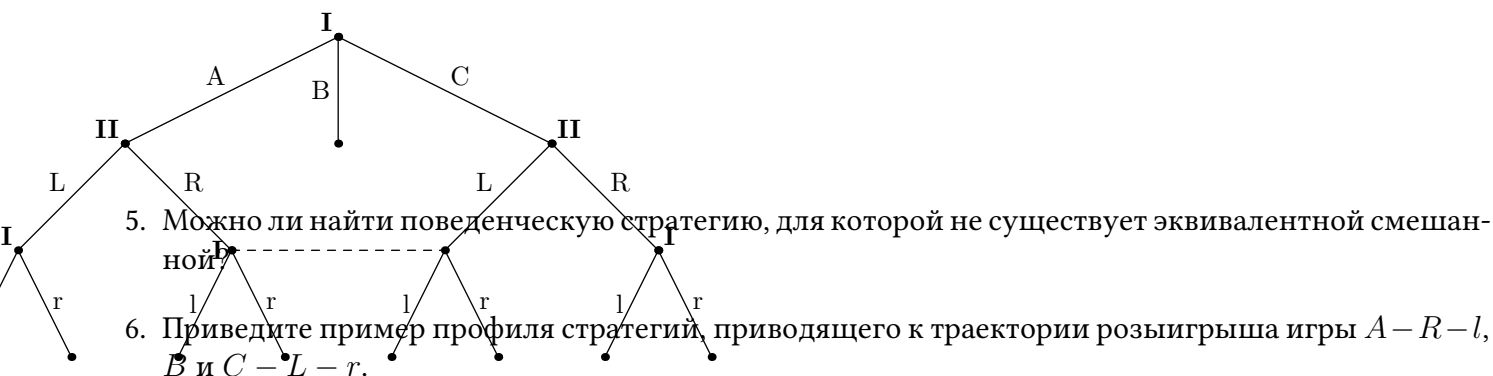 I
A
B
C
II
II
L
R
L
R
5. Можно ли найти поведенческую стратегию, для которой не существует эквивалентной смешан-
I
I
I
ной?
r
l
r
l
r
l
r
6. Приведите пример профиля стратегий, приводящего к траектории розыигрыша игры A − R − l,
B и C − L − r.